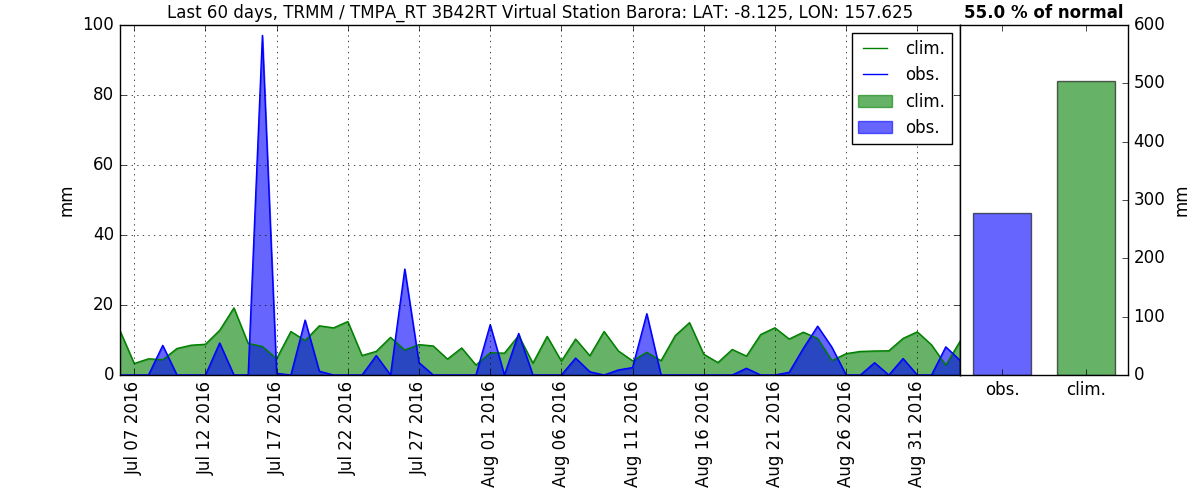 Last 60 days, TRMM / TMPA_RT 3B42RT Virtual Station Barora: LAT: -8.125, LON: 157.625
55.0 % of normal
100
80
60
40
20
0
mm
clim.
obs.
clim.
obs.
600
500
400
300
200
100
0
mm
obs.
clim.
Jul 07 2016
Jul 12 2016
Jul 17 2016
Jul 22 2016
Jul 27 2016
Aug 01 2016
Aug 06 2016
Aug 11 2016
Aug 16 2016
Aug 21 2016
Aug 26 2016
Aug 31 2016